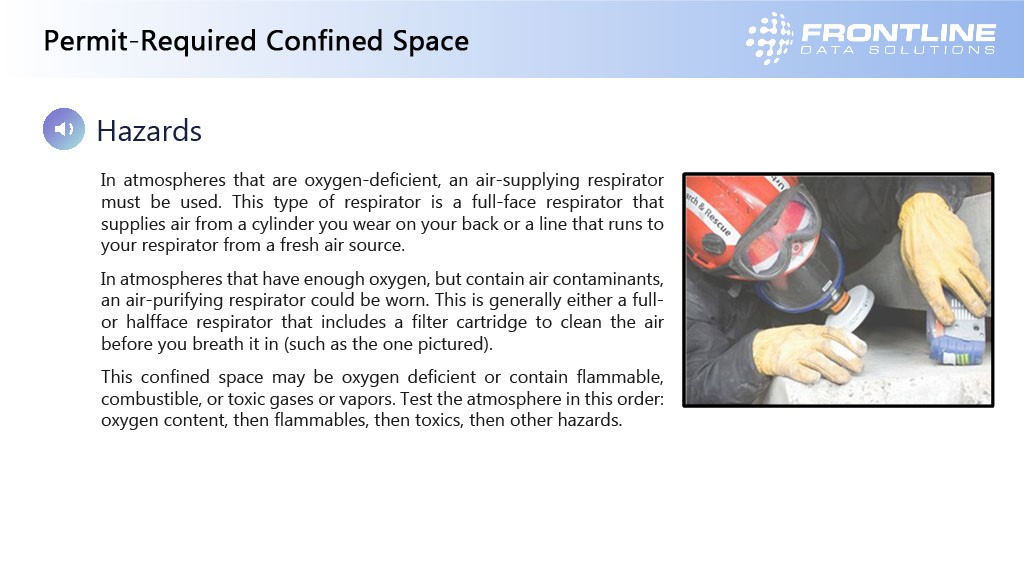 Permit-Required Confined Space
FRONTLINE
DATA SOLUTIONS
Hazards
In atmospheres that are oxygen-deficient, an air-supplying respirator
must be used. This type of respirator is a full-face respirator that
supplies air from a cylinder you wear on your back or a line that runs to
your respirator from a fresh air source.
In atmospheres that have enough oxygen, but contain air contaminants,
an air-purifying respirator could be worn. This is generally either a full-
or halfface respirator that includes a filter cartridge to clean the air
before you breath it in (such as the one pictured).
This confined space may be oxygen deficient or contain flammable,
combustible, or toxic gases or vapors. Test the atmosphere in this order:
oxygen content, then flammables, then toxics, then other hazards.
rch & Rescue